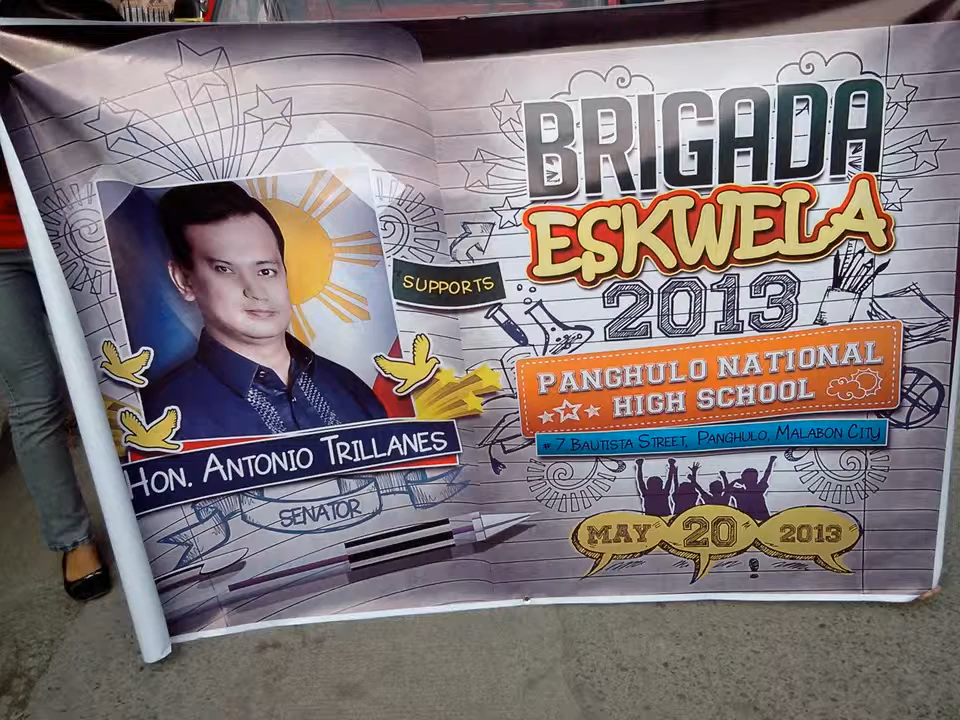 BRIGADA
ESKWELA
2013
SUPPORTS
PANGHULO NATIONAL
HIGH SCHOOL
#7 BAUTISTA STREET, PANGHULO, MALABON CITY
HON. ANTONIO TRILLANES
SENATOR
MAY 20 2013